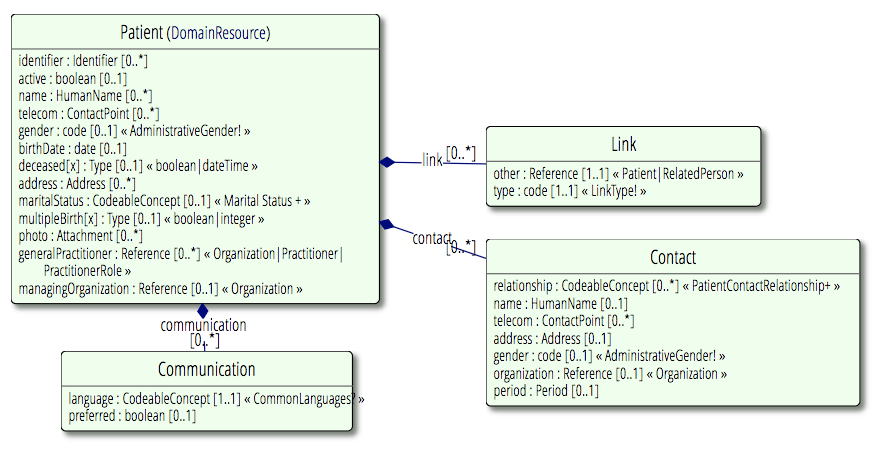 Patient (DomainResource)
identifier : Identifier [0..*]
active : boolean [0..1]
name : HumanName [0..*]
telecom : ContactPoint [0..*]
gender : code [0..1] « AdministrativeGender! »
birthDate : date [0..1]
deceased[x] : Type [0..1] « boolean|dateTime »
address : Address [0..*]
maritalStatus : CodeableConcept [0..1] « Marital Status + »
multipleBirth[x] : Type [0..1] « boolean|integer »
photo : Attachment [0..*]
generalPractitioner : Reference [0..*] « Organization|Practitioner|
PractitionerRole »
managingOrganization : Reference [0..1] « Organization »
link
[0..*]
Link
other : Reference [1..1] « Patient|RelatedPerson »
type : code [1..1] « LinkType! »
contact
[0..*]
Contact
relationship : CodeableConcept [0..*] « PatientContactRelationship+ »
name : HumanName [0..1]
telecom : ContactPoint [0..*]
address : Address [0..1]
gender : code [0..1] « AdministrativeGender! »
organization : Reference [0..1] « Organization »
period : Period [0..1]
communication
[0..*]
Communication
language : CodeableConcept [1..1] « CommonLanguages? »
preferred : boolean [0..1]